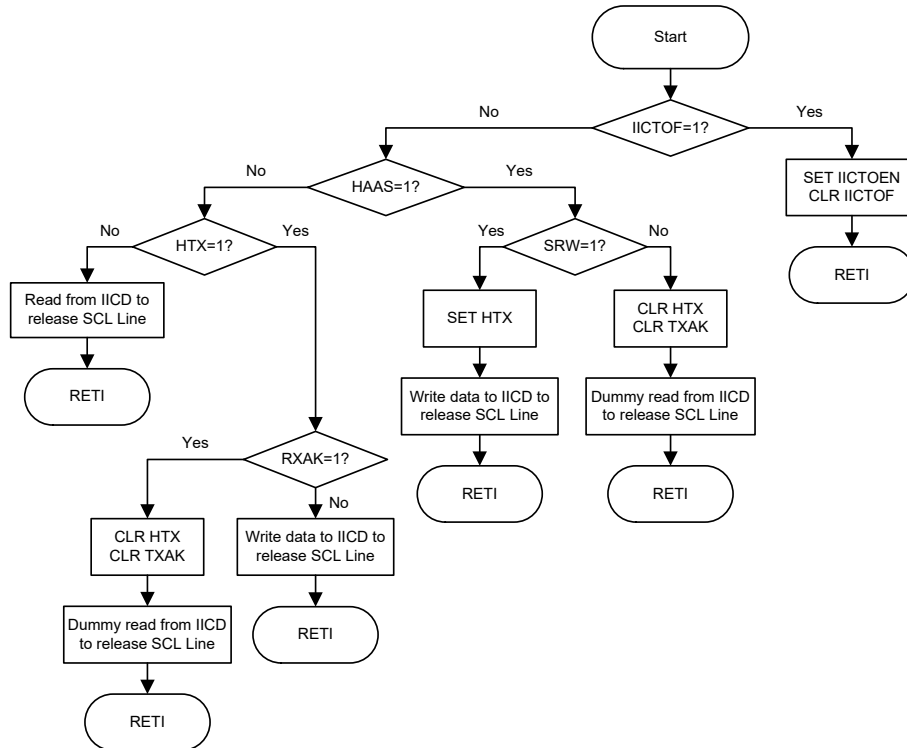 Start
No
IICTOF=1?
Yes
No
HAAS=1?
Yes
SET IICTOEN
CLR IICTOF
No
HTX=1?
Yes
Yes
SRW=1?
No
RETI
Read from IICD to
release SCL Line
SET HTX
CLR HTX
CLR TXAK
RETI
Write data to IICD to
release SCL Line
Dummy read from IICD
to release SCL Line
Yes
RXAK=1?
RETI
RETI
No
CLR HTX
CLR TXAK
Write data to IICD to
release SCL Line
Dummy read from IICD
to release SCL Line
RETI
RETI